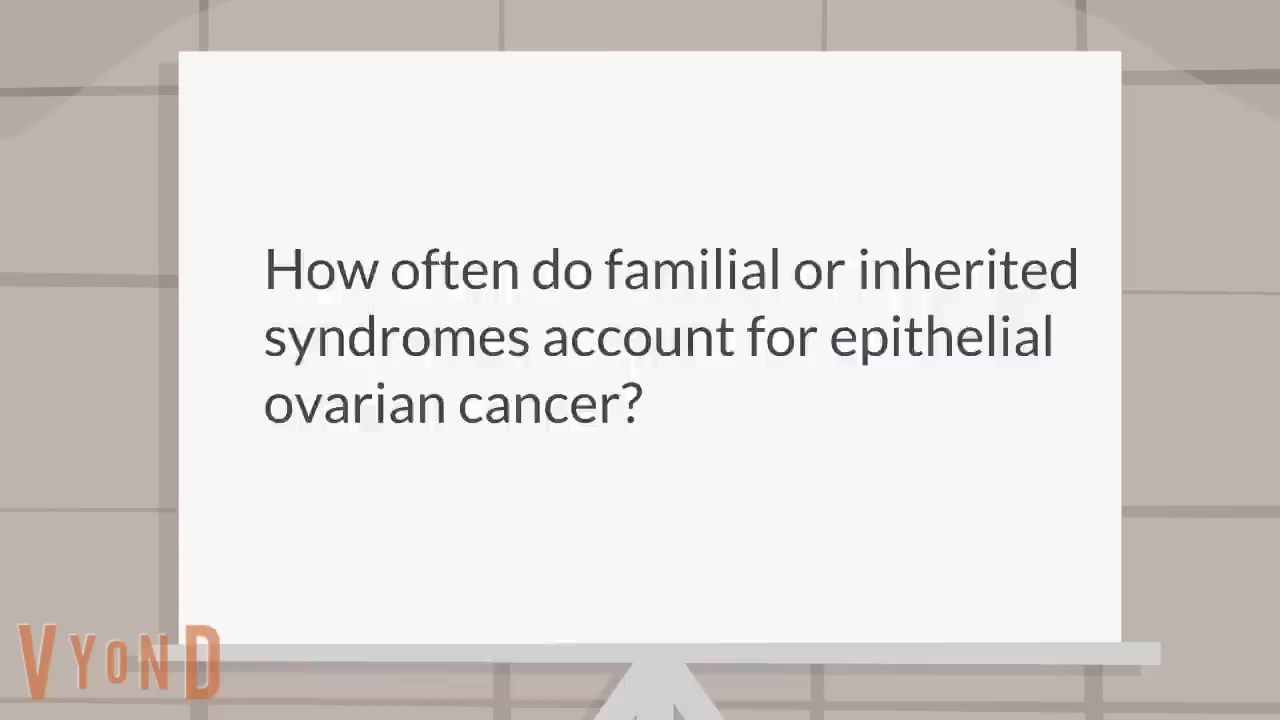 How often do familial or inherited
syndromes account for epithelial
ovarian cancer?
VYOND